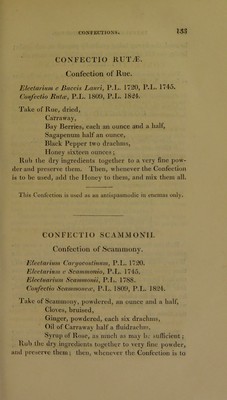 CONFECTIONS. 133
CONFECTIO RUTÆ.
Confection of Rue.
Electarium e Baccis Lauri, P.L. 1720, P.L. 1745.
Confectio Rutæ, P.L. 1809, P.L. 1824.
Take of Rue, dried,
Carraway,
Bay Berries, each an ounce and a half,
Sagapenum half an ounce,
Black Pepper two drachms,
Honey sixteen ounces;
Rub the dry ingredients together to a very fine pow-
der and preserve them. Then, whenever the Confection
is to be used, add the Honey to them, and mix them all.
This Confection is used as an antispasmodic in enemas only.
CONFECTIO SCAMMONII.
Confection of Scammony.
Electarium Caryocostinum, P.L. 1720.
Electarium e Scammonio, P.L. 1745.
Electuarium Scammonii, P.L. 1788.
Confectio Scammoneæ, P.L. 1809, P.L. 1824.
Take of Scammony, powdered, an ounce and a half,
Cloves, bruised,
Ginger, powdered, each six drachms,
Oil of Carraway half a fluidrachm,
Syrup of Rose, as much as may be sufficient;
Rub the dry ingredients together to very fine powder,
and preserve them; then, whenever the Confection is to